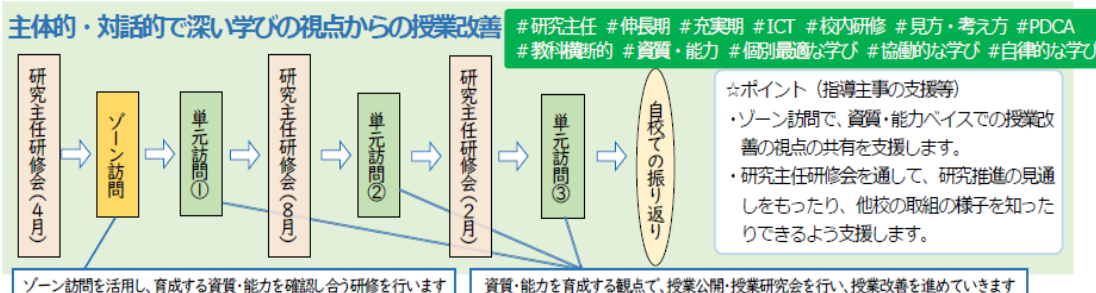 主体的・対話的で深い学びの視点からの授業改善
#研究主任 #伸長期 #充実期 #ICT #校内研修 #見方・考え方 #PDCA
#教科横断的 #資質・能力 #個別最適な学び #協働的な学び #自律的な学び
研究主任研修会(4月)
ゾーン訪問
単元訪問①
研究主任研修会(8月)
単元訪問②
研究主任研修会(2月)
単元訪問③
自校での振り返り
☆ポイント（指導主事の支援等）
・ゾーン訪問で、資質・能力ベイスでの授業改
善の視点の共有を支援します。
・研究主任研修会を通して、研究推進の見通
しをもったり、他校の取組の様子を知った
りできるよう支援します。
ゾーン訪問を活用し、育成する資質・能力を確認し合う研修を行います
資質・能力を育成する観点で、授業公開・授業研究会を行い、授業改善を進めていきます